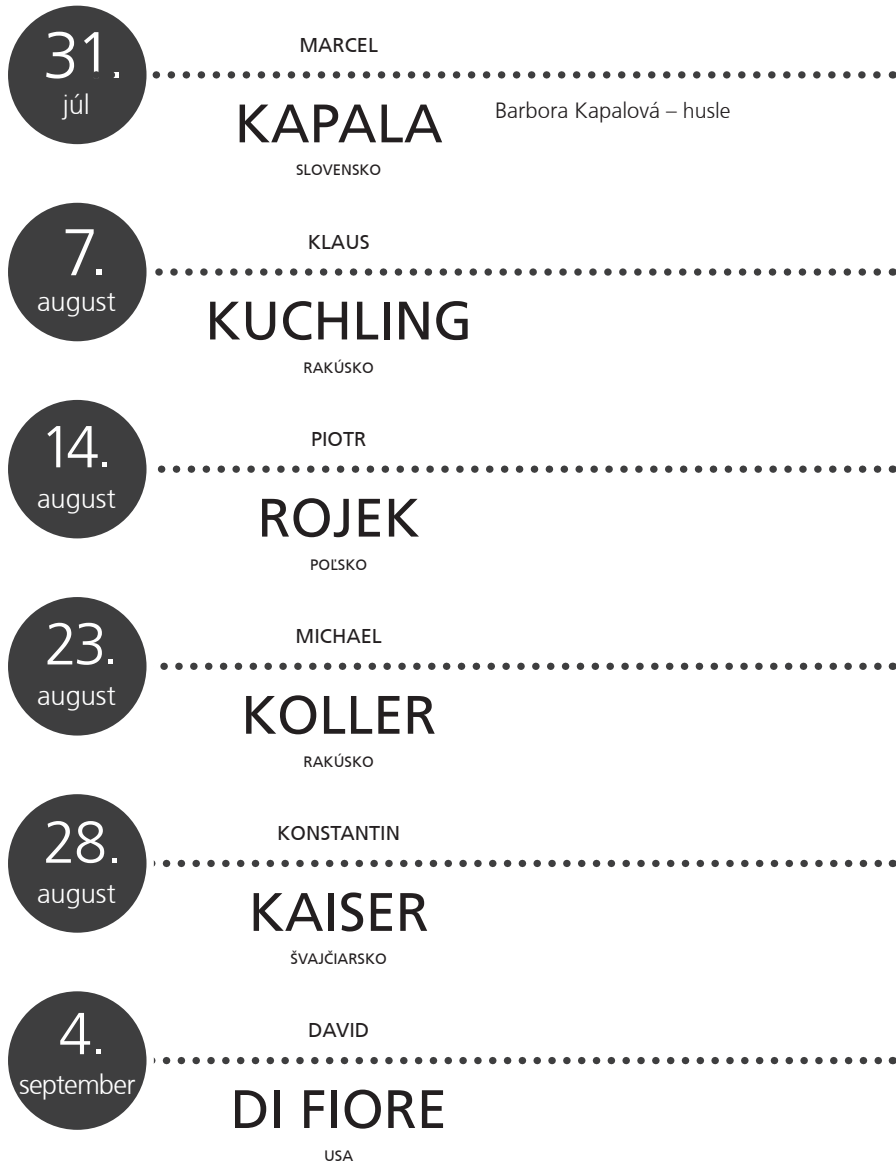 31.
júl
MARCEL
KAPALA
SLOVENSKO
Barbora Kapalová – husle
7.
august
KLAUS
KUCHLING
RAKÚSKO
14.
august
PIOTR
ROJEK
POĽSKO
23.
august
MICHAEL
KOLLER
RAKÚSKO
28.
august
KONSTANTIN
KAISER
ŠVAJČIARSKO
4.
september
DAVID
DI FIORE
USA